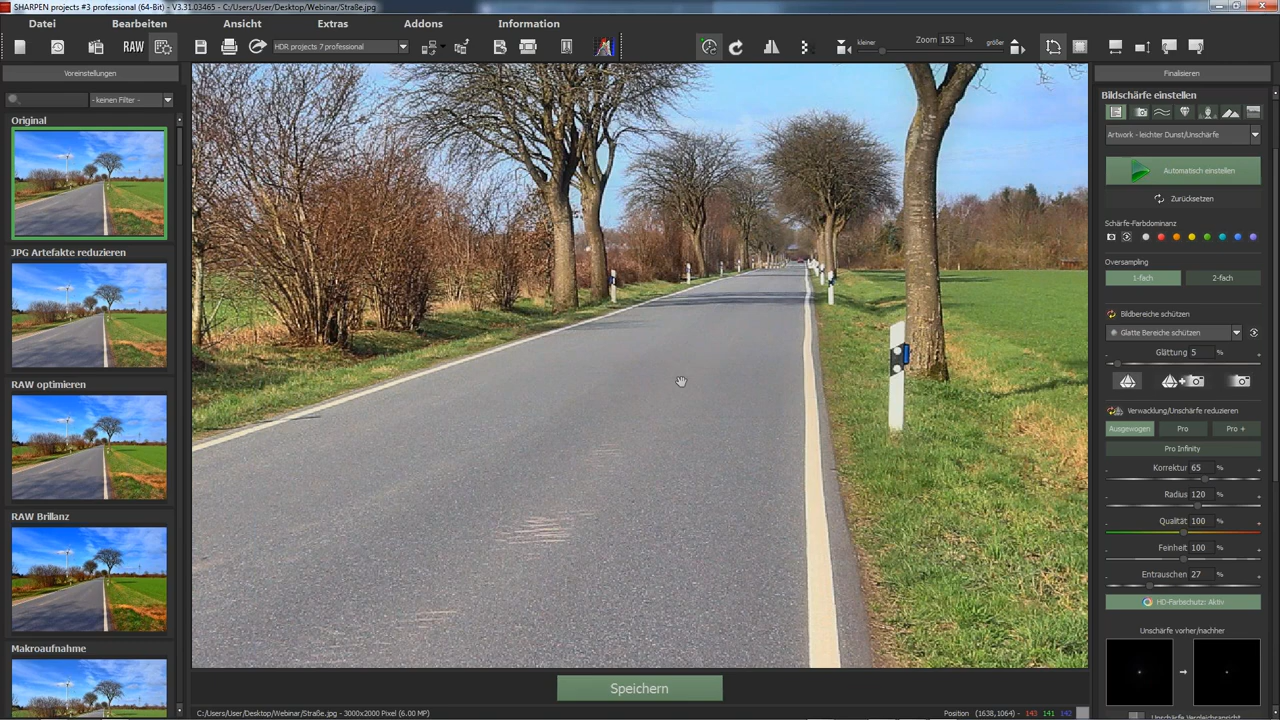 SHARPEN projects #3 professional (64-Bit) - V3.31.03465 - C:/Users/User/Desktop/Webinar/Straße.jpg
Datei Bearbeiten Ansicht Extras Addons Information
RAW HDR projects 7 professional kleiner Zoom 153 % größer
Voreinstellungen
- keinen Filter -
Original
JPG Artefakte reduzieren
RAW optimieren
RAW Brillanz
Makroaufnahme
Finalisieren
Bildschärfe einstellen
Artwork - leichter Dunst/Unschärfe
Automatisch einstellen
Zurücksetzen
Schärfe-Farbdominanz
Oversampling
1-fach 2-fach
Bildbereiche schützen
Glatte Bereiche schützen
Glättung 5 %
Verwacklung/Unschärfe reduzieren
Ausgewogen Pro Pro +
Pro Infinity
Korrektur 65 %
Radius 120 %
Qualität 100 %
Feinheit 100 %
Entrauschen 27 %
HD-Farbschutz: Aktiv
Unschärfe vorher/nachher
Unschärfe Vergleichsansicht
Speichern
C:/Users/User/Desktop/Webinar/Straße.jpg - 3000x2000 Pixel (6.00 MP) Position (1638,1064) - 143 141 142